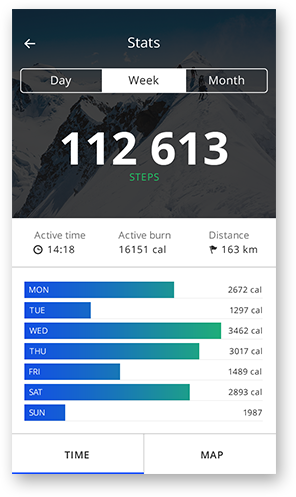 Stats
Day Week Month
112 613
STEPS
Active time Active burn Distance
14:18 16151 cal 163 km
MON 2672 cal
TUE 1297 cal
WED 3462 cal
THU 3017 cal
FRI 1489 cal
SAT 2893 cal
SUN 1987
TIME MAP